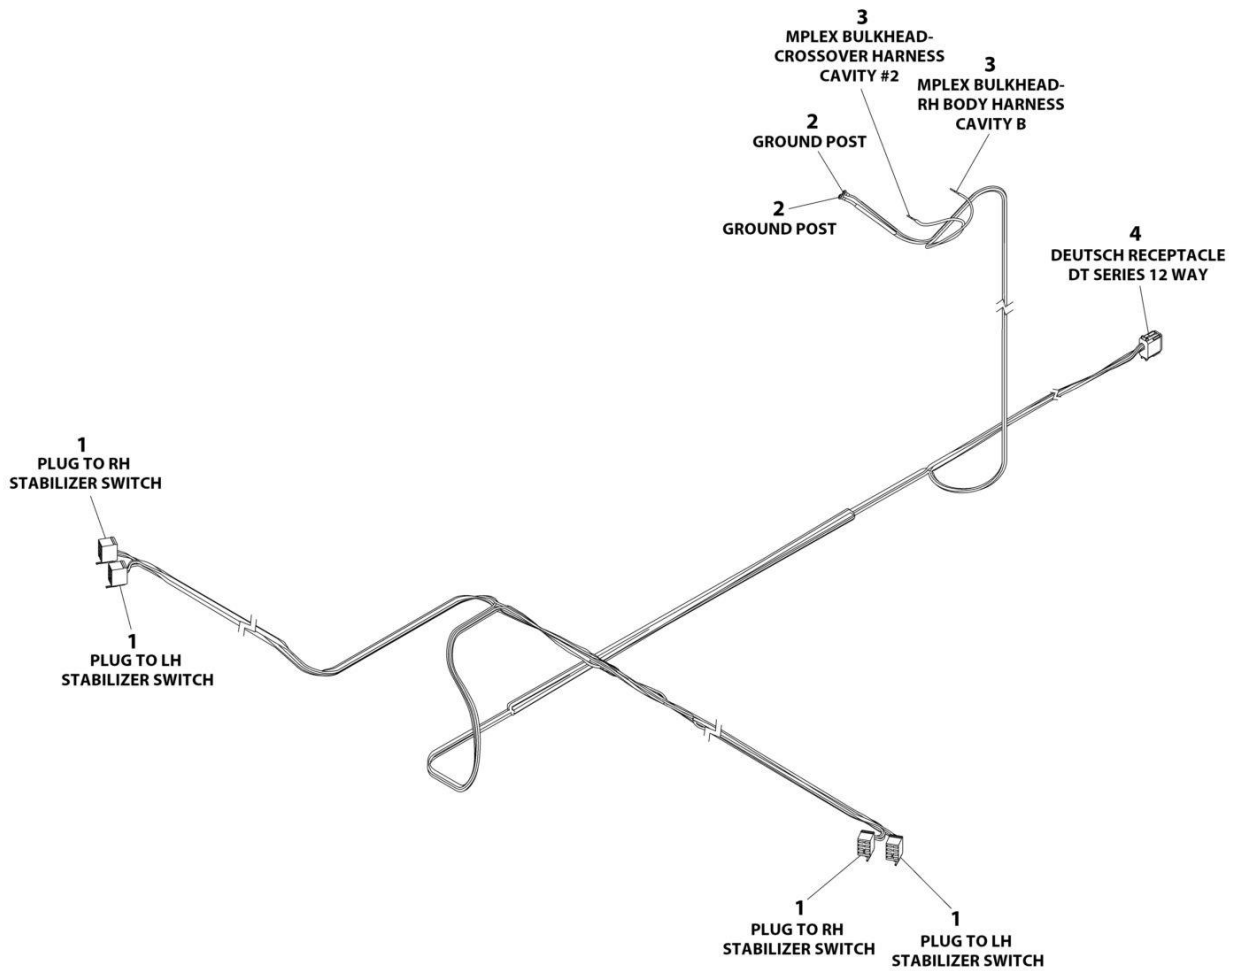 3
MPLEX BULKHEAD-
CROSSOVER HARNESS
CAVITY #2
3
MPLEX BULKHEAD-
RH BODY HARNESS
CAVITY B
2
GROUND POST
2
GROUND POST
4
DEUTSCH RECEPTACLE
DT SERIES 12 WAY
1
PLUG TO RH
STABILIZER SWITCH
1
PLUG TO LH
STABILIZER SWITCH
1
PLUG TO RH
STABILIZER SWITCH
1
PLUG TO LH
STABILIZER SWITCH